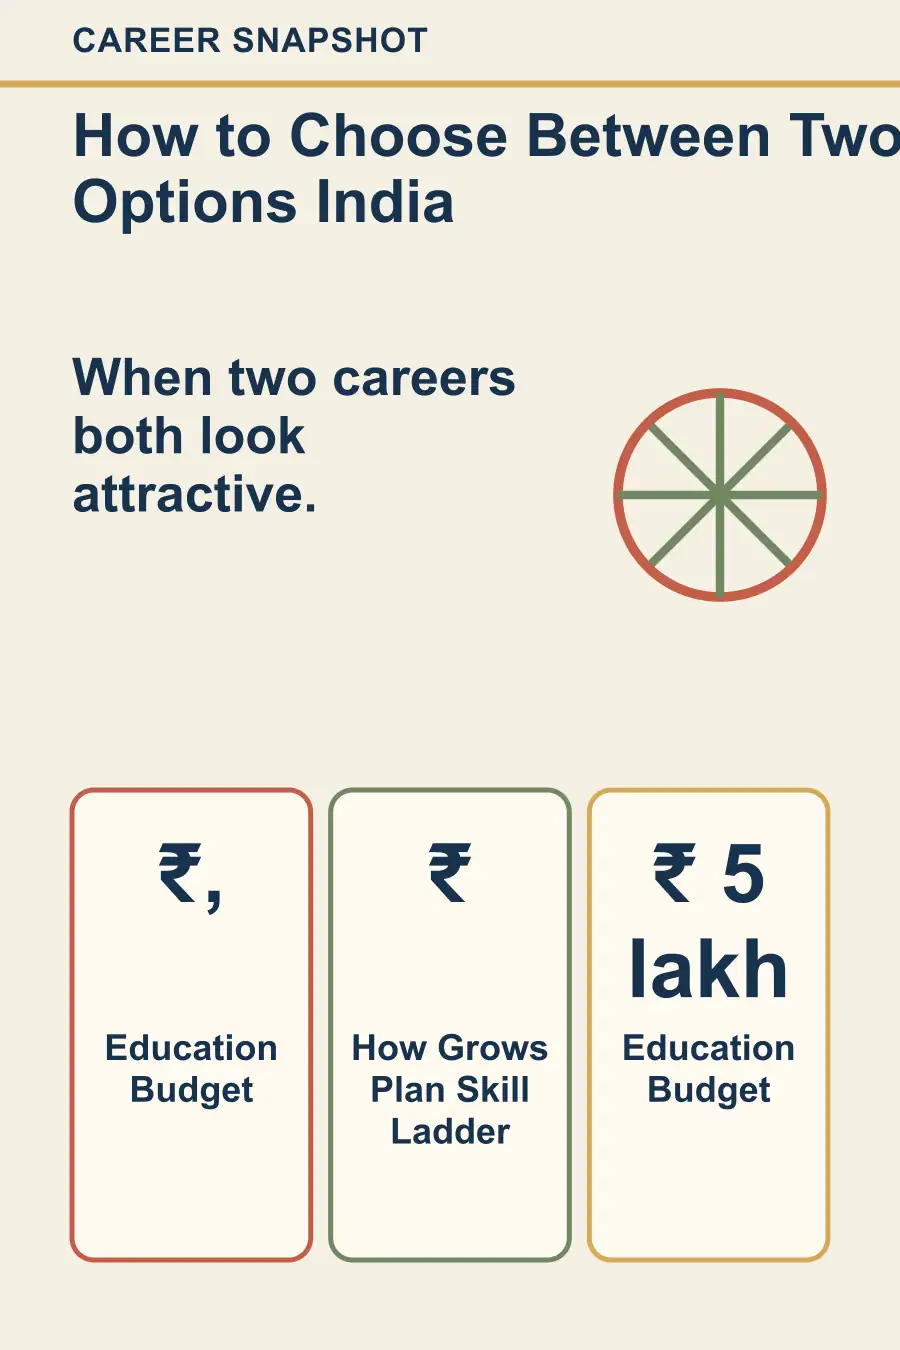 CAREER SNAPSHOT
How to Choose Between Two
Options India
When two careers
both look
attractive.
₹,
Education
Budget
₹
How Grows
Plan Skill
Ladder
₹ 5
lakh
Education
Budget